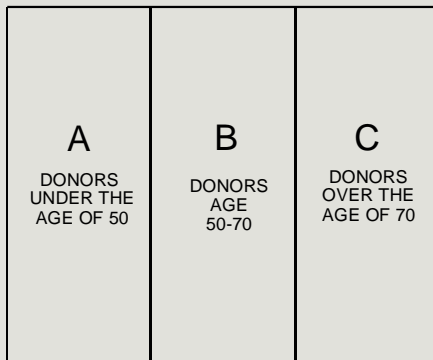 A
DONORS
UNDER THE
AGE OF 50
B
DONORS
AGE
50-70
C
DONORS
OVER THE
AGE OF 70